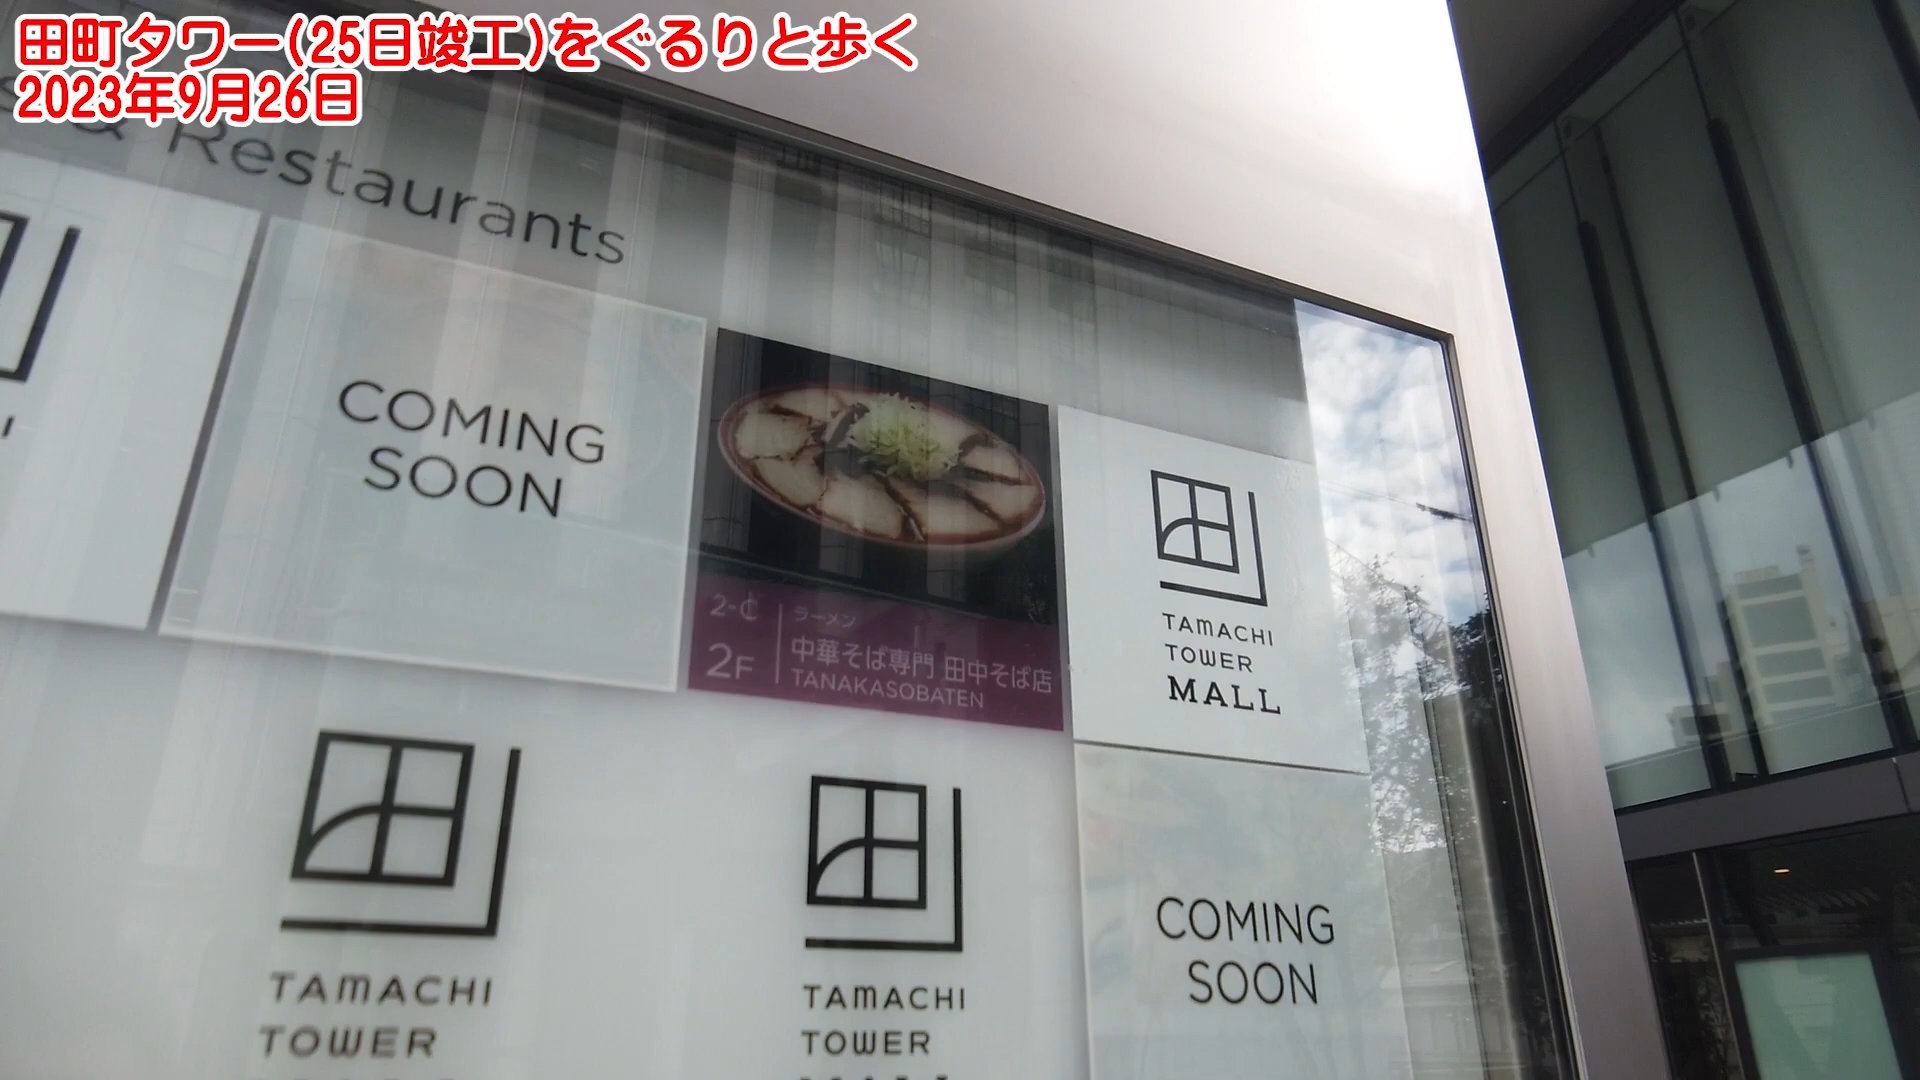 田町タワー(25日竣工)をぐるりと歩く
2023年9月26日
& Restaurants
COMING
SOON
2-C
2F
ラーメン
中華そば専門 田中そば店
TANAKASOBATEN
TAMACHI
TOWER
MALL
TAMACHI
TOWER
TAMACHI
TOWER
MALL
COMING
SOON